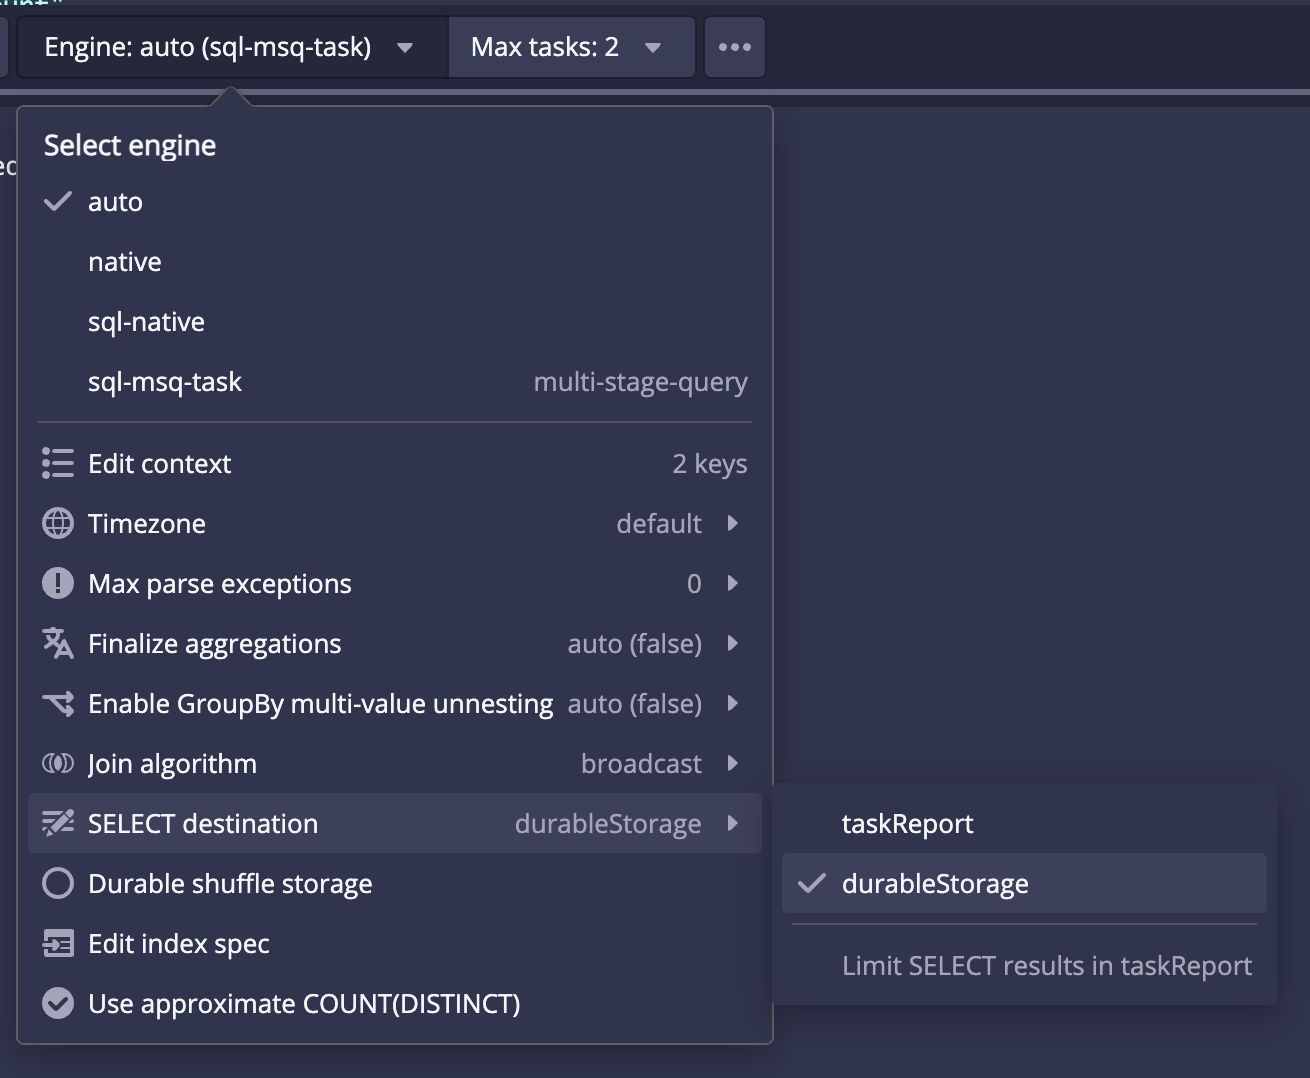 Engine: auto (sql-msq-task)
Max tasks: 2
Select engine
auto
native
sql-native
sql-msq-task multi-stage-query
Edit context 2 keys
Timezone default
Max parse exceptions 0
Finalize aggregations auto (false)
Enable GroupBy multi-value unnesting auto (false)
Join algorithm broadcast
SELECT destination durableStorage
taskReport
Durable shuffle storage
durableStorage
Edit index spec
Limit SELECT results in taskReport
Use approximate COUNT(DISTINCT)